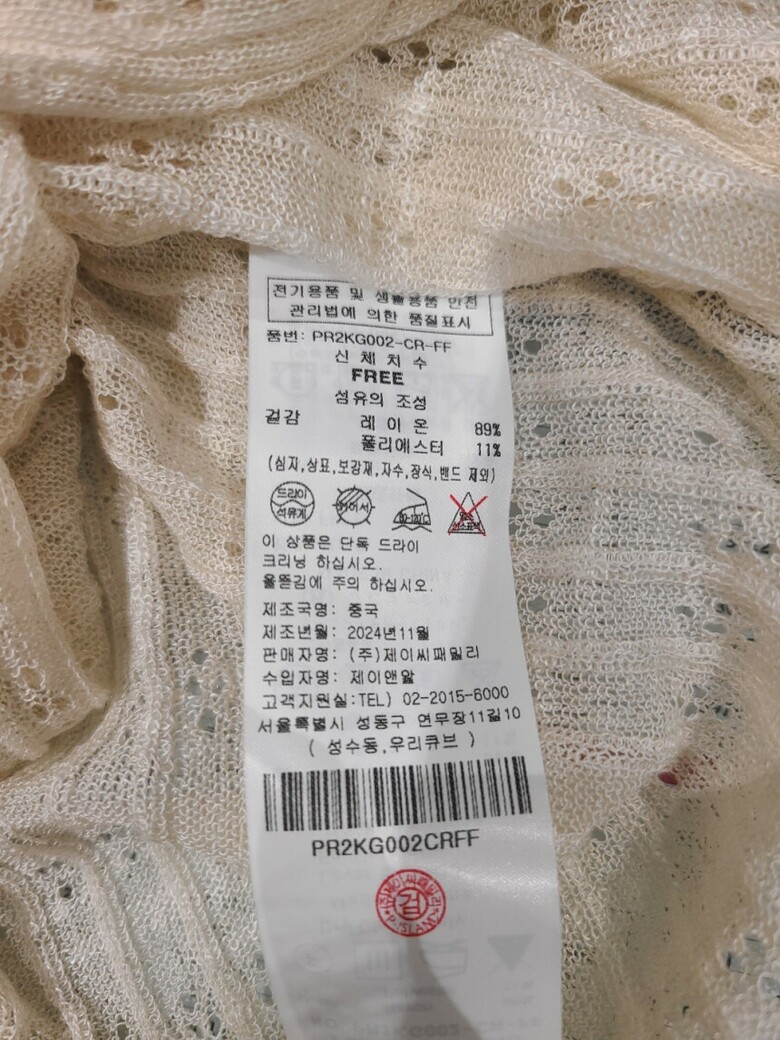 전기용품 및 생활용품 안전
관리법에 의한 품질표시
품번: PR2KG002-CR-FF
신체치수
FREE
섬유의 조성
겉감 레이온 89%
폴리에스터 11%
(심지,상표,보강재,자수,장식,밴드 제외)
드라이
석유계
80-120℃
이 상품은 단독 드라이
크리닝 하십시오.
올뜯김에 주의 하십시오.
제조국명: 중국
제조년월: 2024년11월
판매자명: (주)제이씨패밀리
수입자명: 제이앤알
고객지원실:TEL) 02-2015-6000
서울특별시 성동구 연무장11길10
( 성수동,우리큐브 )
PR2KG002CRFF
검